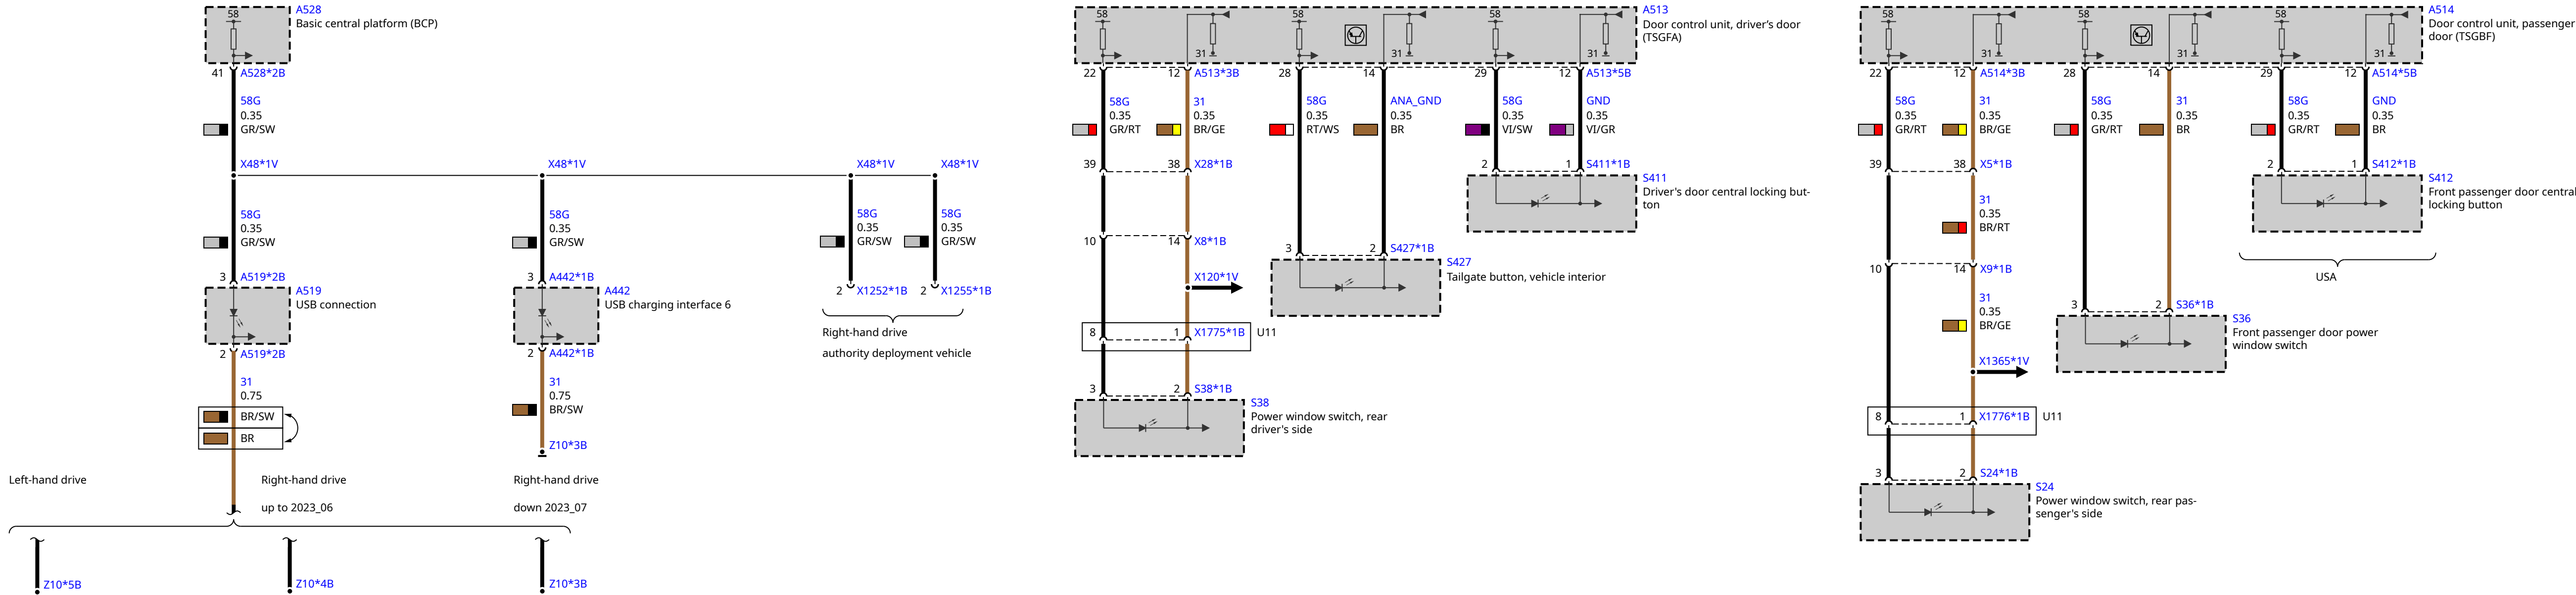 58
A528
Basic central platform (BCP)
41
A528*2B
58G
0.35
GR/SW
X48*1V
X48*1V
X48*1V
X48*1V
58G
0.35
GR/SW
58G
0.35
GR/SW
58G
0.35
GR/SW
58G
0.35
GR/SW
3
A519*2B
3
A442*1B
2
X1252*1B
2
X1255*1B
A519
USB connection
A442
USB charging interface 6
Right-hand drive
authority deployment vehicle
2
A519*2B
2
A442*1B
31
0.75
BR/SW
BR
31
0.75
BR/SW
Z10*3B
Left-hand drive
Right-hand drive
up to 2023_06
Right-hand drive
down 2023_07
Z10*5B
Z10*4B
Z10*3B
58
31
58
31
58
31
A513
Door control unit, driver's door
(TSGFA)
22
12
A513*3B
28
14
29
12
A513*5B
58G
0.35
GR/RT
31
0.35
BR/GE
58G
0.35
RT/WS
ANA_GND
0.35
BR
58G
0.35
VI/SW
GND
0.35
VI/GR
39
38
X28*1B
2
1
S411*1B
S411
Driver's door central locking but-
ton
10
14
X8*1B
3
2
S427*1B
S427
Tailgate button, vehicle interior
X120*1V
8
1
X1775*1B
U11
3
2
S38*1B
S38
Power window switch, rear
driver's side
58
31
58
31
58
31
A514
Door control unit, passenger
door (TSGBF)
22
12
A514*3B
28
14
29
12
A514*5B
58G
0.35
GR/RT
31
0.35
BR/GE
58G
0.35
GR/RT
31
0.35
BR
58G
0.35
GR/RT
GND
0.35
BR
39
38
X5*1B
2
1
S412*1B
S412
Front passenger door central
locking button
31
0.35
BR/RT
USA
10
14
X9*1B
31
0.35
BR/GE
3
2
S36*1B
S36
Front passenger door power
window switch
X1365*1V
8
1
X1776*1B
U11
3
2
S24*1B
S24
Power window switch, rear pas-
senger's side